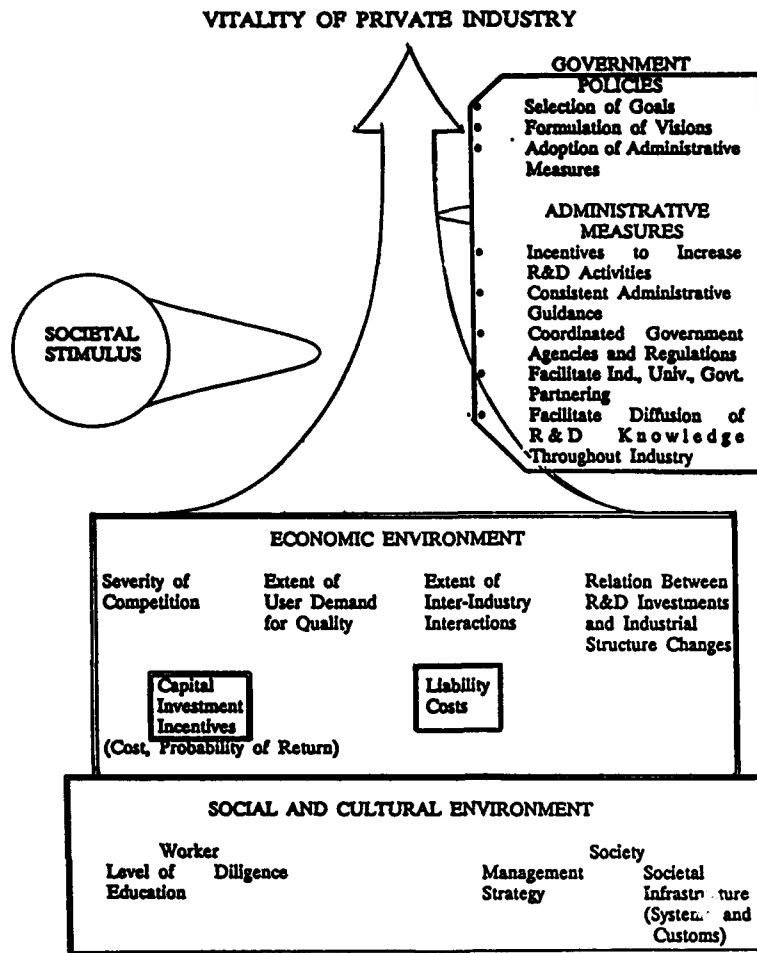 VITALITY OF PRIVATE INDUSTRY
GOVERNMENT
POLICIES
Selection of Goals
Formulation of Visions
Adoption of Administrative
Measures
ADMINISTRATIVE
MEASURES
Incentives to Increase
R&D Activities
Consistent Administrative
Guidance
Coordinated Government
Agencies and Regulations
Facilitate Ind., Univ., Govt.
Partnering
Facilitate Diffusion of
R&D Knowledge
Throughout Industry
SOCIETAL
STIMULUS
ECONOMIC ENVIRONMENT
Severity of
Competition
Extent of
User Demand
for Quality
Extent of
Inter-Industry
Interactions
Relation Between
R&D Investments
and Industrial
Structure Changes
Capital
Investment
Incentives
(Cost, Probability of Return)
Liability
Costs
SOCIAL AND CULTURAL ENVIRONMENT
Worker
Level of
Education
Diligence
Society
Management
Strategy
Societal
(System and
Customs)